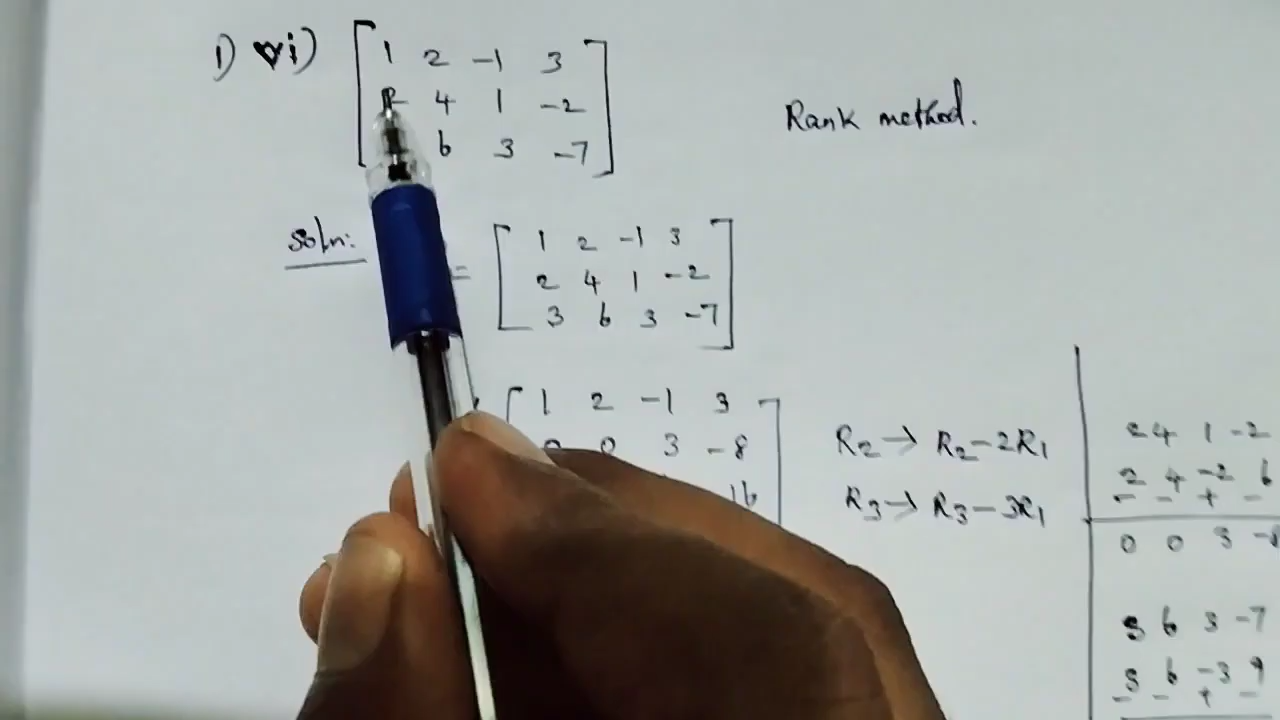 1) vi) [ 1 2 -1 3
2 4 1 -2
6 3 -7 ]
Rank method.
Soln: = [ 1 2 -1 3
2 4 1 -2
3 6 3 -7 ]
[ 1 2 -1 3
0 0 3 -8
16 ]
R2 → R2 - 2R1
R3 → R3 - 3R1
2 4 1 -2
2 4 -2 6
- - + -
0 0 3 -8
3 6 3 -7
3 6 -3 9
- - + -